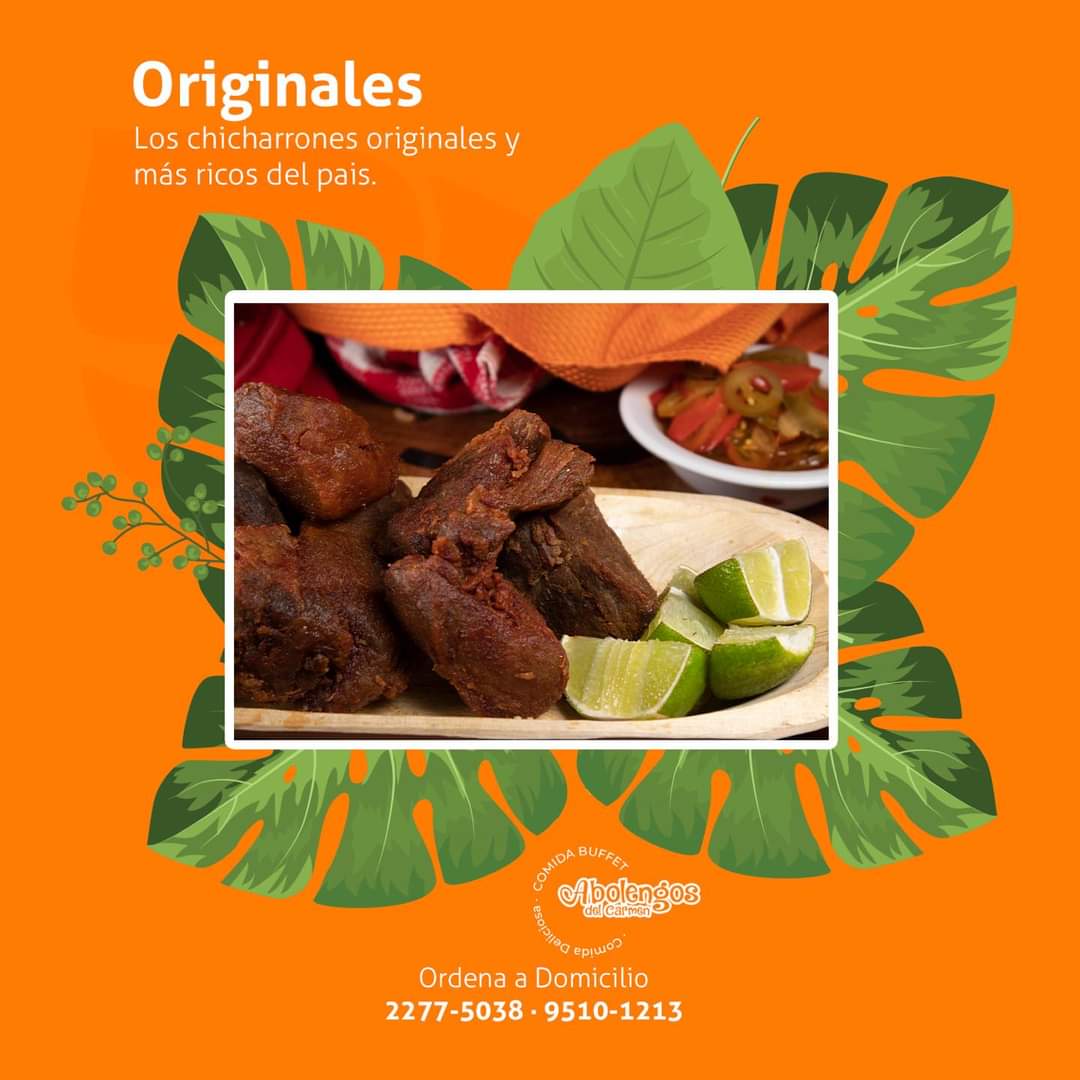 Originales
Los chicharrones originales y
más ricos del pais.
COMIDA BUFFET
Abolengos
del Carmen
· Comida Deliciosa ·
Ordena a Domicilio
2277-5038 · 9510-1213